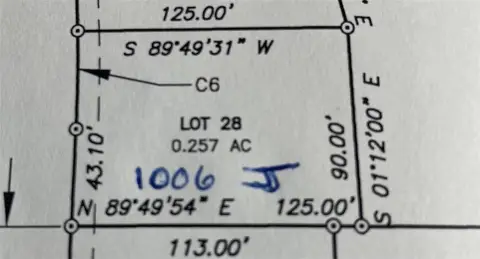 125.00'
S 89°49'31" W
C6
LOT 28
0.257 AC
43.10'
90.00'
S 01°12'00" E
1006 J
N 89°49'54" E 125.00'
113.00'
E.